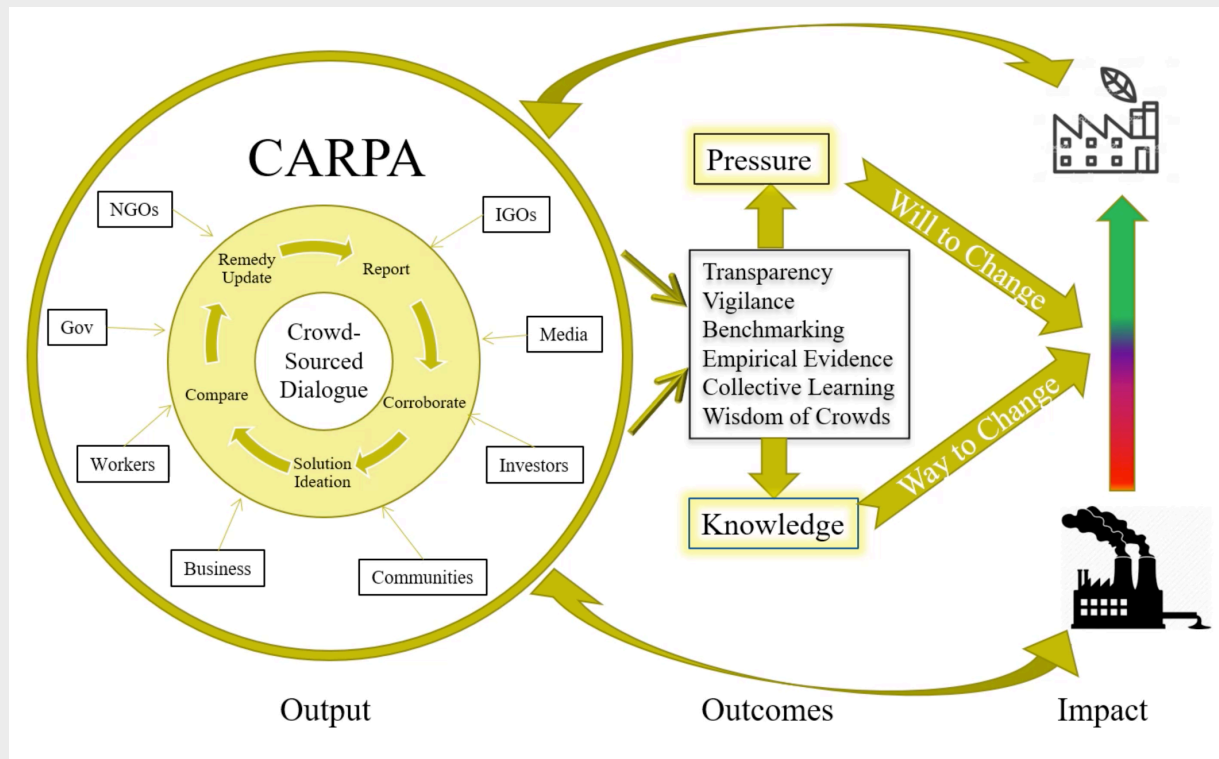 CARPA
NGOs
IGOs
Remedy
Update
Report
Gov
Media
Crowd-
Sourced
Dialogue
Compare
Corroborate
Workers
Solution
Ideation
Investors
Business
Communities
Pressure
Transparency
Vigilance
Benchmarking
Empirical Evidence
Collective Learning
Wisdom of Crowds
Knowledge
Will to Change
Way to Change
Output
Outcomes
Impact